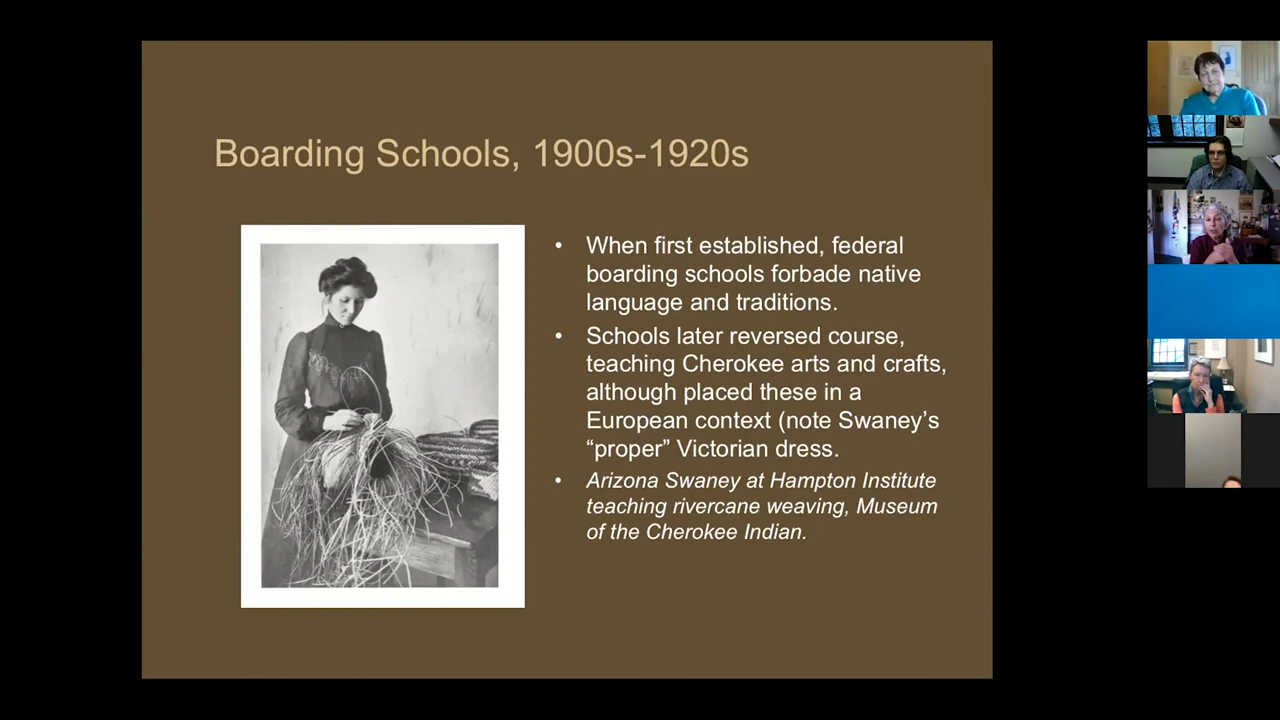 Boarding Schools, 1900s-1920s
• When first established, federal
boarding schools forbade native
language and traditions.
• Schools later reversed course,
teaching Cherokee arts and crafts,
although placed these in a
European context (note Swaney’s
“proper” Victorian dress.
• Arizona Swaney at Hampton Institute
teaching rivercane weaving, Museum
of the Cherokee Indian.